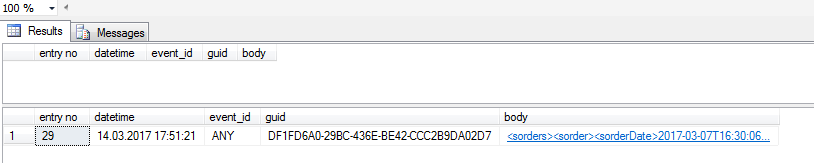 100 %
Results Messages
entry no datetime event_id guid body
entry no datetime event_id guid body
1 29 14.03.2017 17:51:21 ANY DF1FD6A0-29BC-436E-BE42-CCC2B9DA02D7 <sorders><sorder><sorderDate>2017-03-07T16:30:06...